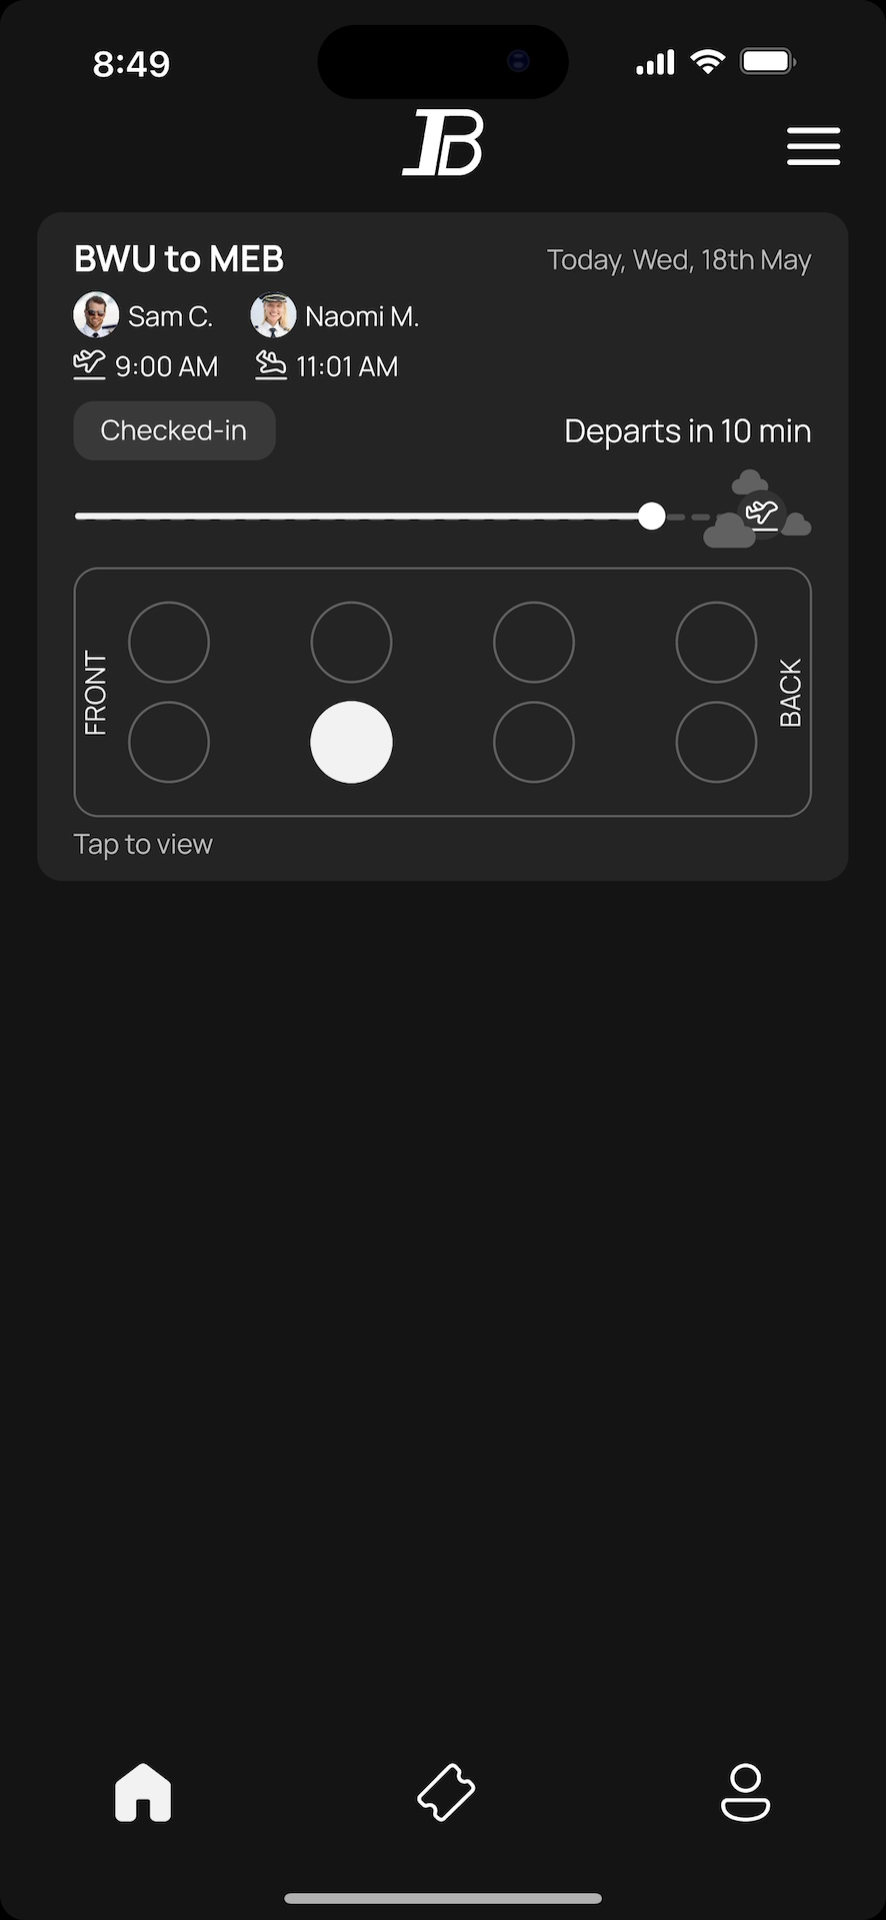 8:49
B
BWU to MEB
Today, Wed, 18th May
Sam C.
Naomi M.
9:00 AM
11:01 AM
Checked-in
Departs in 10 min
FRONT
BACK
Tap to view